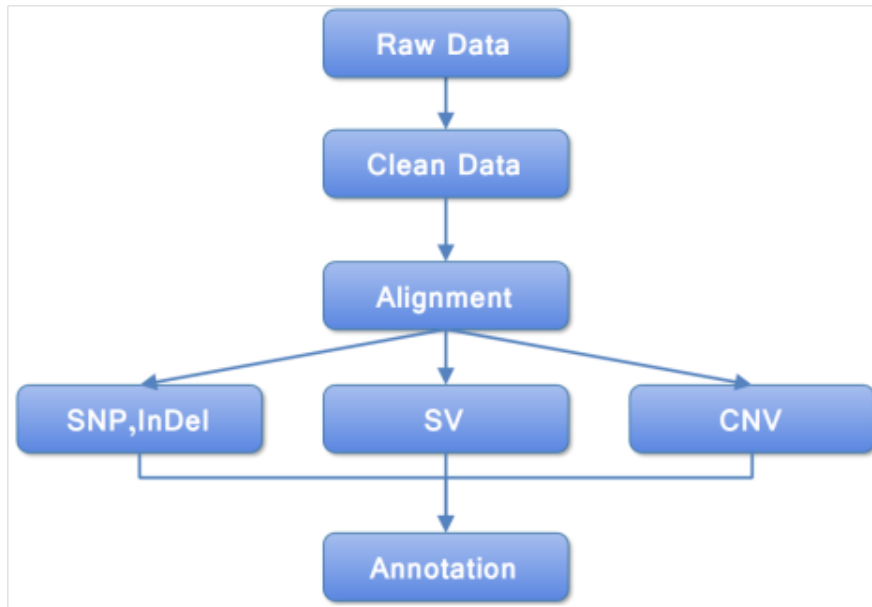 Raw Data
Clean Data
Alignment
SNP,InDel
SV
CNV
Annotation